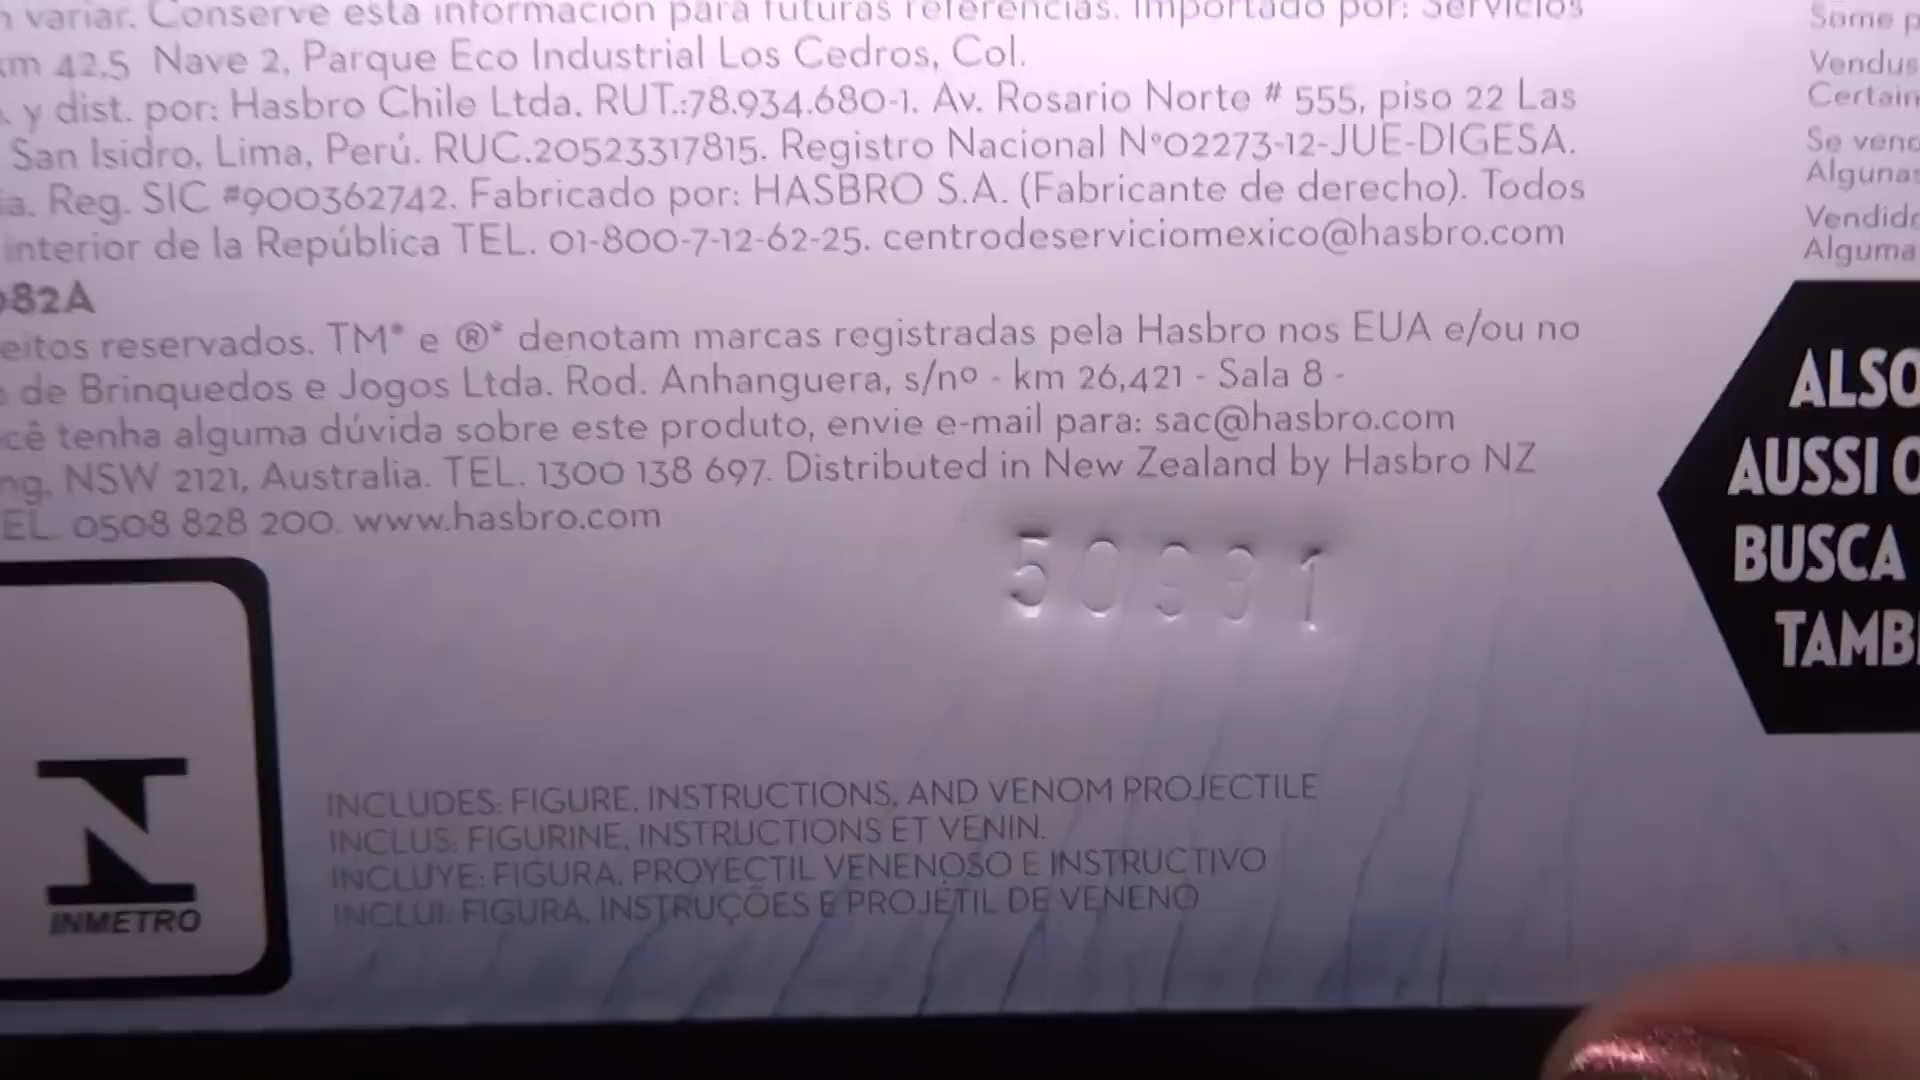 variar. Conserve esta información para futuras referencias. Importado por: Servicios
km 42.5 Nave 2, Parque Eco Industrial Los Cedros, Col.
y dist. por: Hasbro Chile Ltda. RUT.:78.934.680-1. Av. Rosario Norte # 555, piso 22 Las
San Isidro, Lima, Perú. RUC.20523317815. Registro Nacional N°02273-12-JUE-DIGESA.
ia. Reg. SIC #900362742. Fabricado por: HASBRO S.A. (Fabricante de derecho). Todos
interior de la República TEL. 01-800-7-12-62-25. centrodeserviciomexico@hasbro.com
82A
eitos reservados. TM* e ®* denotam marcas registradas pela Hasbro nos EUA e/ou no
de Brinquedos e Jogos Ltda. Rod. Anhanguera, s/nº - km 26,421 - Sala 8 -
cê tenha alguma dúvida sobre este produto, envie e-mail para: sac@hasbro.com
ng, NSW 2121, Australia. TEL. 1300 138 697. Distributed in New Zealand by Hasbro NZ
EL. 0508 828 200. www.hasbro.com
INMETRO
INCLUDES: FIGURE, INSTRUCTIONS, AND VENOM PROJECTILE
INCLUS: FIGURINE, INSTRUCTIONS ET VENIN.
INCLUYE: FIGURA, PROYECTIL VENENOSO E INSTRUCTIVO
INCLUI: FIGURA, INSTRUÇÕES E PROJÉTIL DE VENENO
Some p
Vendus
Certain
Se vend
Algunas
Vendido
Alguma
ALSO
AUSSI O
BUSCA
TAMB